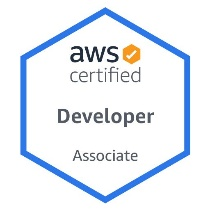 aws
certified
Developer
Associate